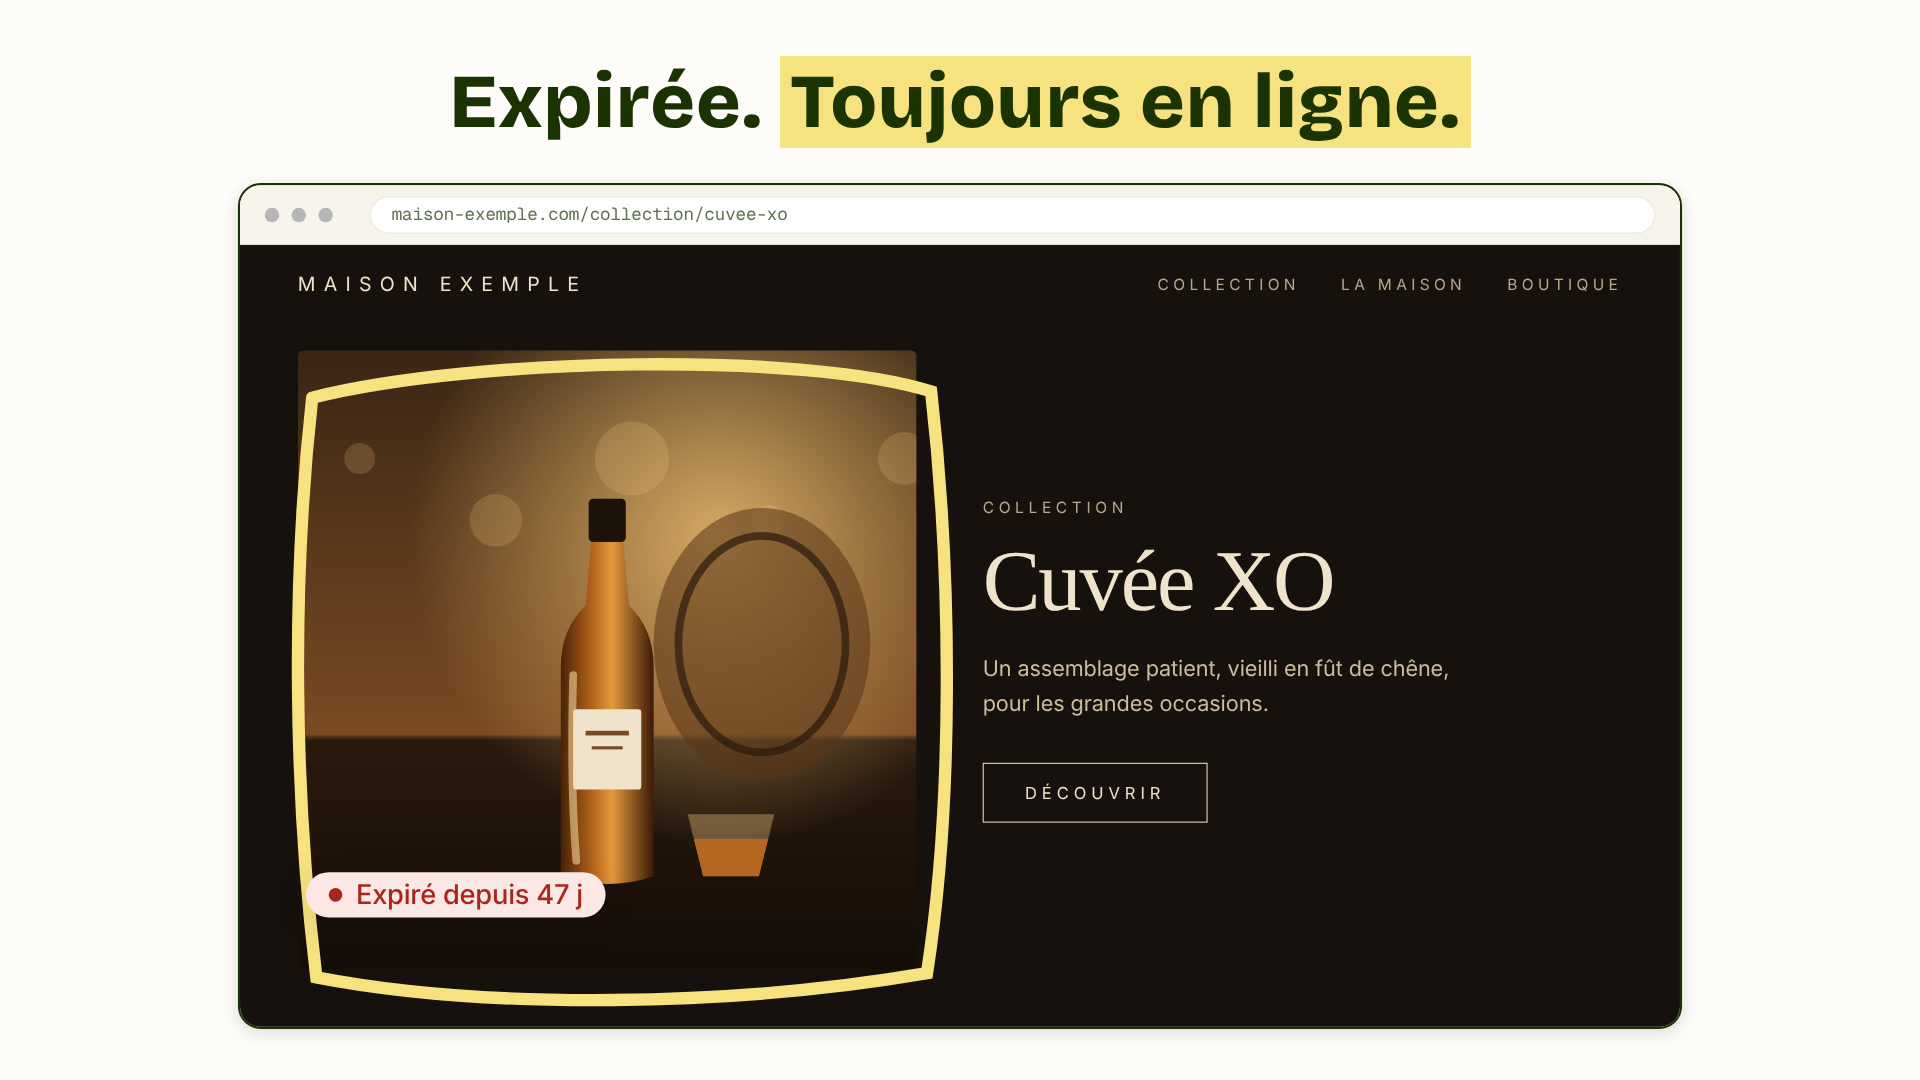 Expirée. Toujours en ligne.
maison-exemple.com/collection/cuvee-xo
MAISON EXEMPLE
COLLECTION LA MAISON BOUTIQUE
COLLECTION
Cuvée XO
Un assemblage patient, vieilli en fût de chêne,
pour les grandes occasions.
DÉCOUVRIR
Expiré depuis 47 j